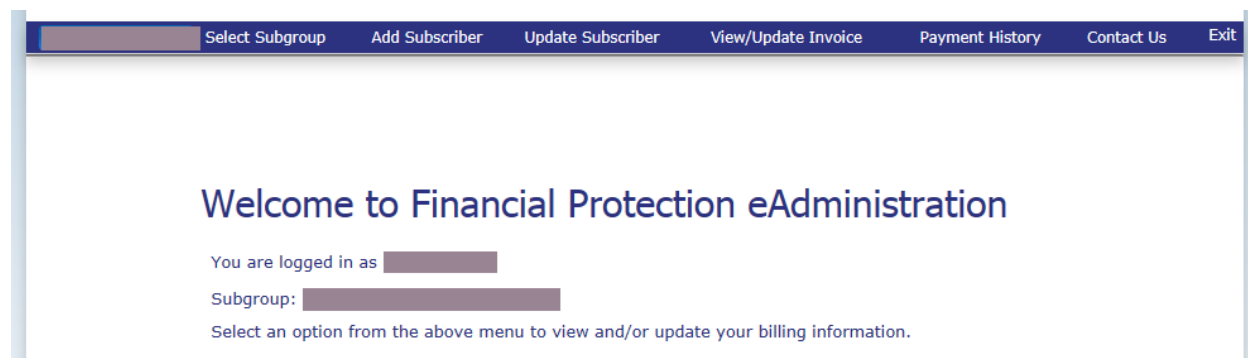 Select Subgroup Add Subscriber Update Subscriber View/Update Invoice Payment History Contact Us Exit
Welcome to Financial Protection eAdministration
You are logged in as
Subgroup:
Select an option from the above menu to view and/or update your billing information.